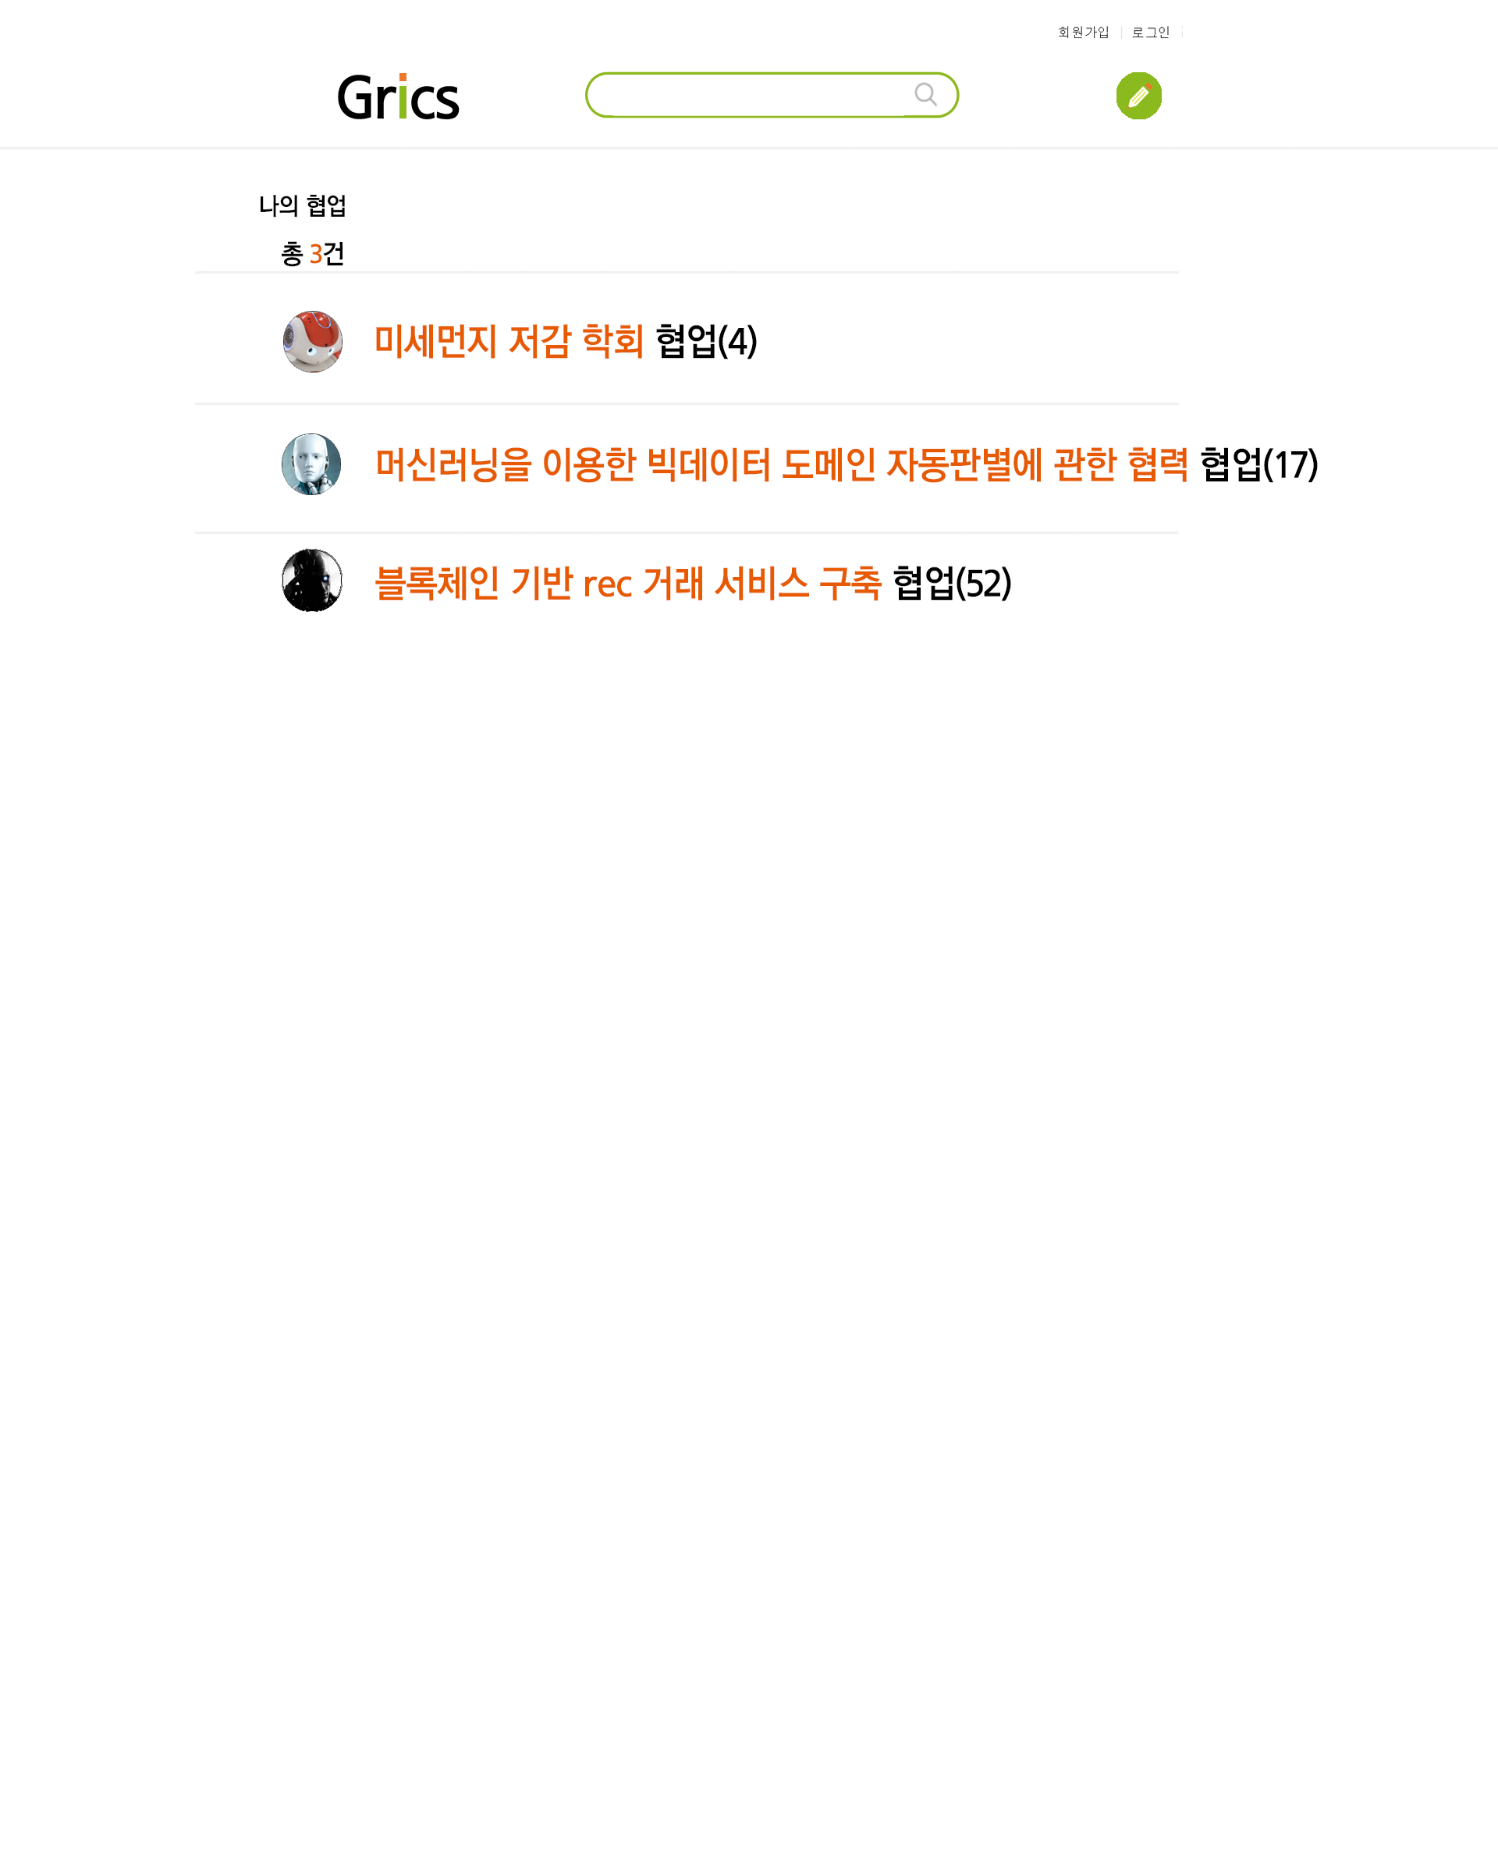 회원가입 로그인
Grics
나의 협업
총 3건
미세먼지 저감 학회 협업(4)
머신러닝을 이용한 빅데이터 도메인 자동판별에 관한 협력 협업(17)
블록체인 기반 rec 거래 서비스 구축 협업(52)